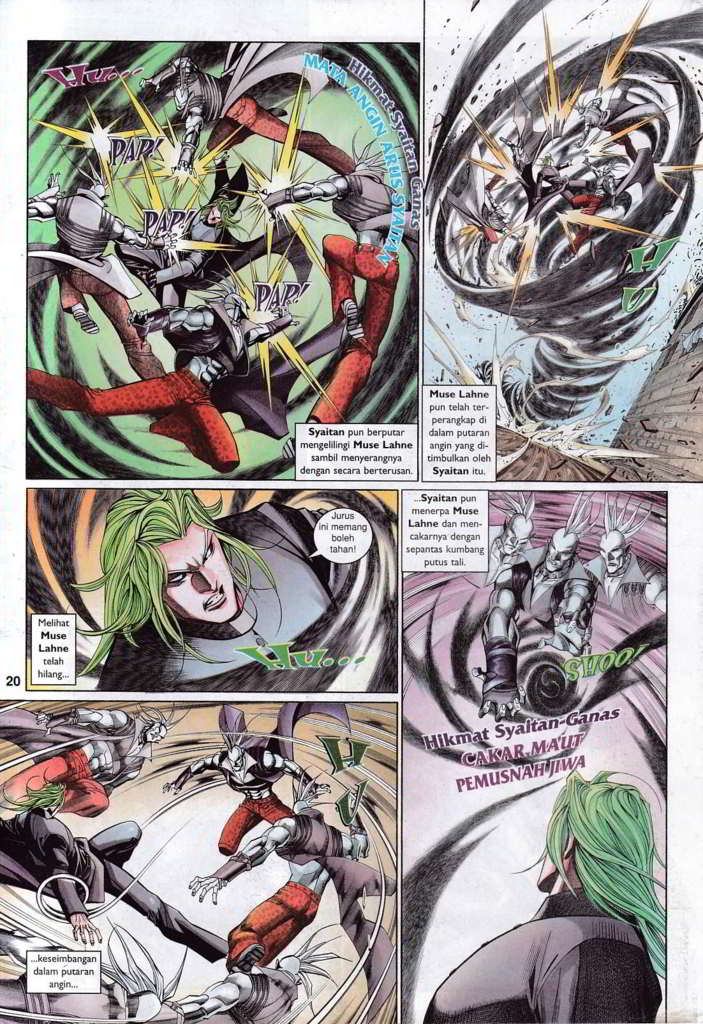 HU...
Hikmat Syaitan Ganas
MATA ANGIN ARUS SYAITAN
PAP!
PAP!
PAP!
Syaitan pun berputar
mengelilingi Muse Lahne
sambil menyerangnya
dengan secara berterusan.
HU
Muse Lahne
pun telah ter-
perangkap di
dalam putaran
angin yang di-
timbulkan oleh
Syaitan itu.
Jurus
ini memang
boleh
tahan!
Melihat
Muse
Lahne
telah
hilang...
HU...
20
HU
...keseimbangan
dalam putaran
angin...
...Syaitan pun
menerpa Muse
Lahne dan men-
cakarnya dengan
sepantas kumbang
putus tali.
SHOO!
Hikmat Syaitan-Ganas
CAKAR MAUT
PEMUSNAH JIWA